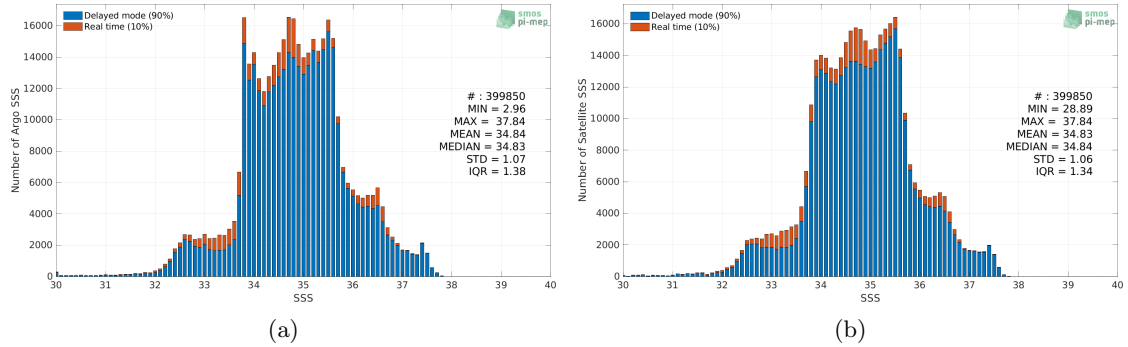 Delayed mode (90%)
Real time (10%)
smos
pi-mep
# : 399850
MIN = 2.96
MAX = 37.84
MEAN = 34.84
MEDIAN = 34.83
STD = 1.07
IQR = 1.38
Number of Argo SSS
16000
14000
12000
10000
8000
6000
4000
2000
0
30 31 32 33 34 35 36 37 38 39 40
SSS
(a)
Delayed mode (90%)
Real time (10%)
smos
pi-mep
# : 399850
MIN = 28.89
MAX = 37.84
MEAN = 34.83
MEDIAN = 34.84
STD = 1.06
IQR = 1.34
Number of Satellite SSS
16000
14000
12000
10000
8000
6000
4000
2000
0
30 31 32 33 34 35 36 37 38 39 40
SSS
(b)